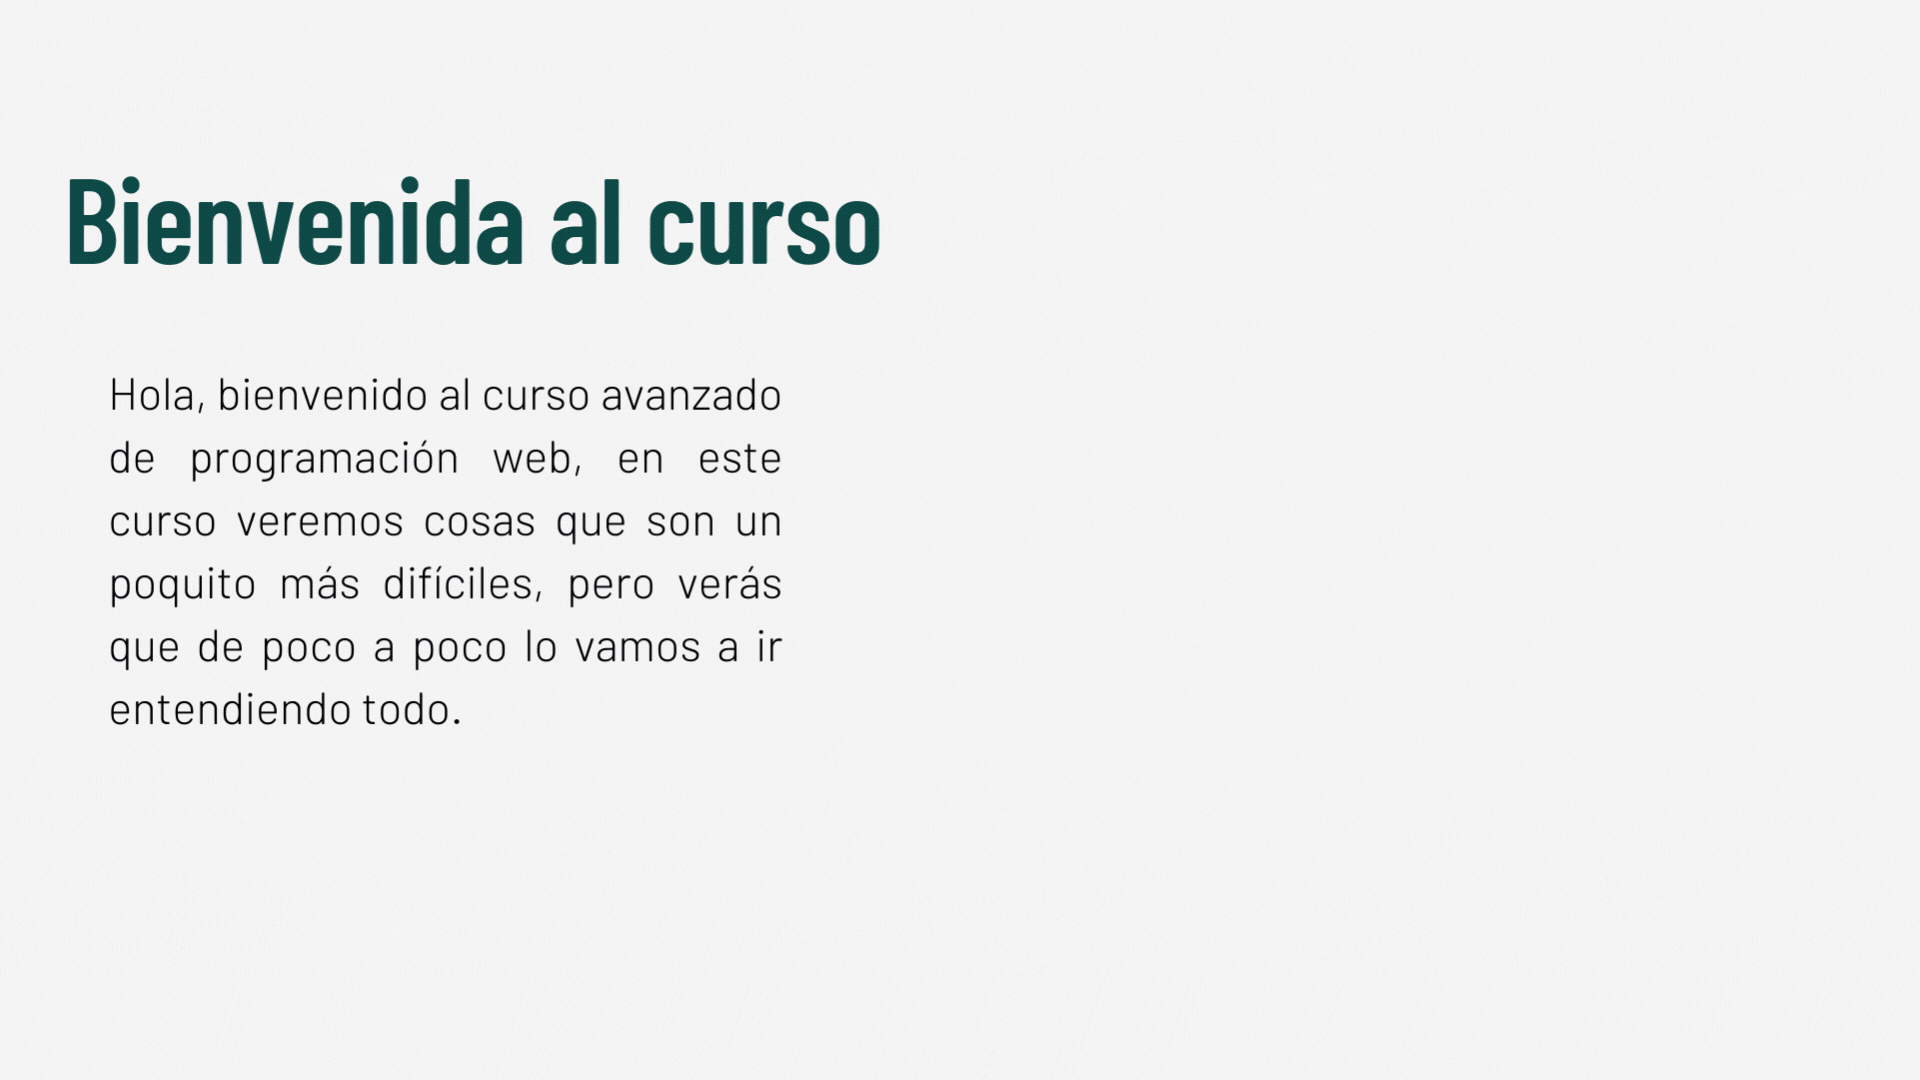 Bienvenida al curso
Hola, bienvenido al curso avanzado
de programación web, en este
curso veremos cosas que son un
poquito más difíciles, pero verás
que de poco a poco lo vamos a ir
entendiendo todo.